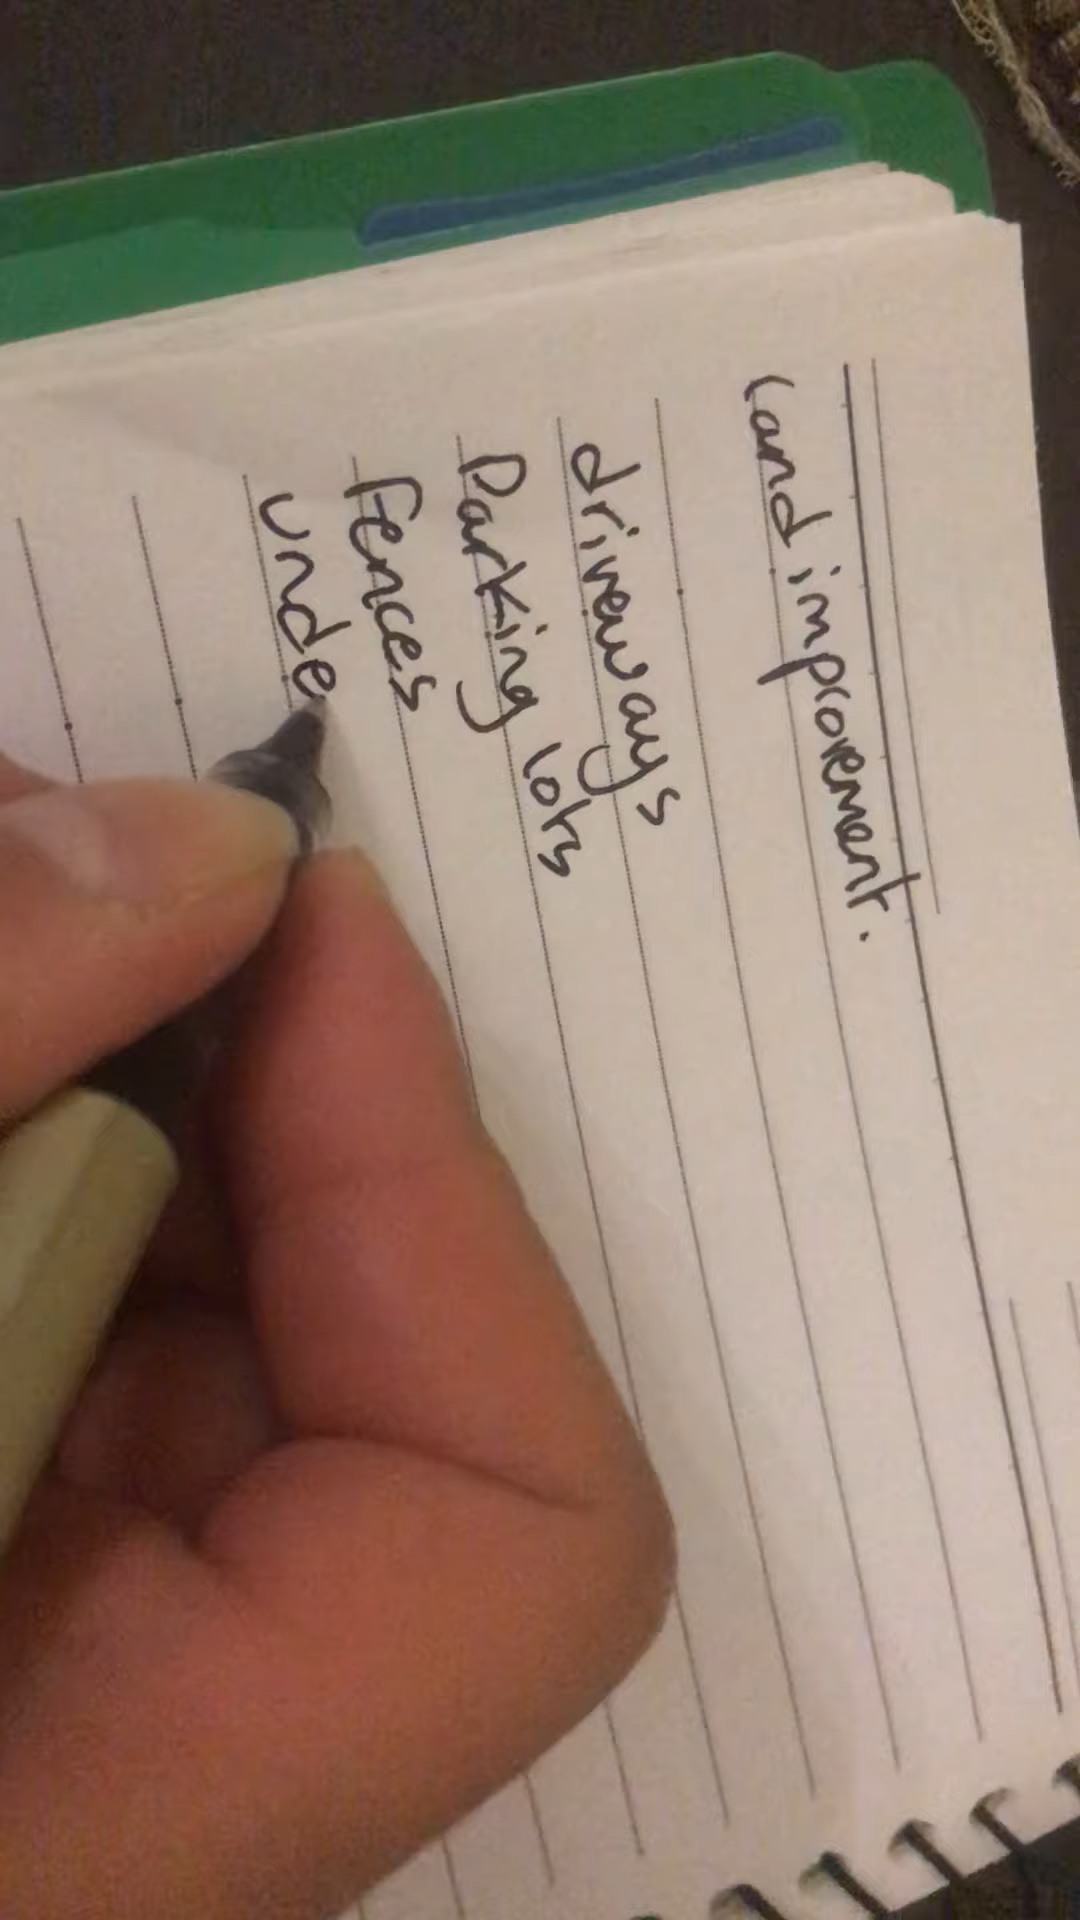 land improvement.
driveways
Parking lots
Fences
unde